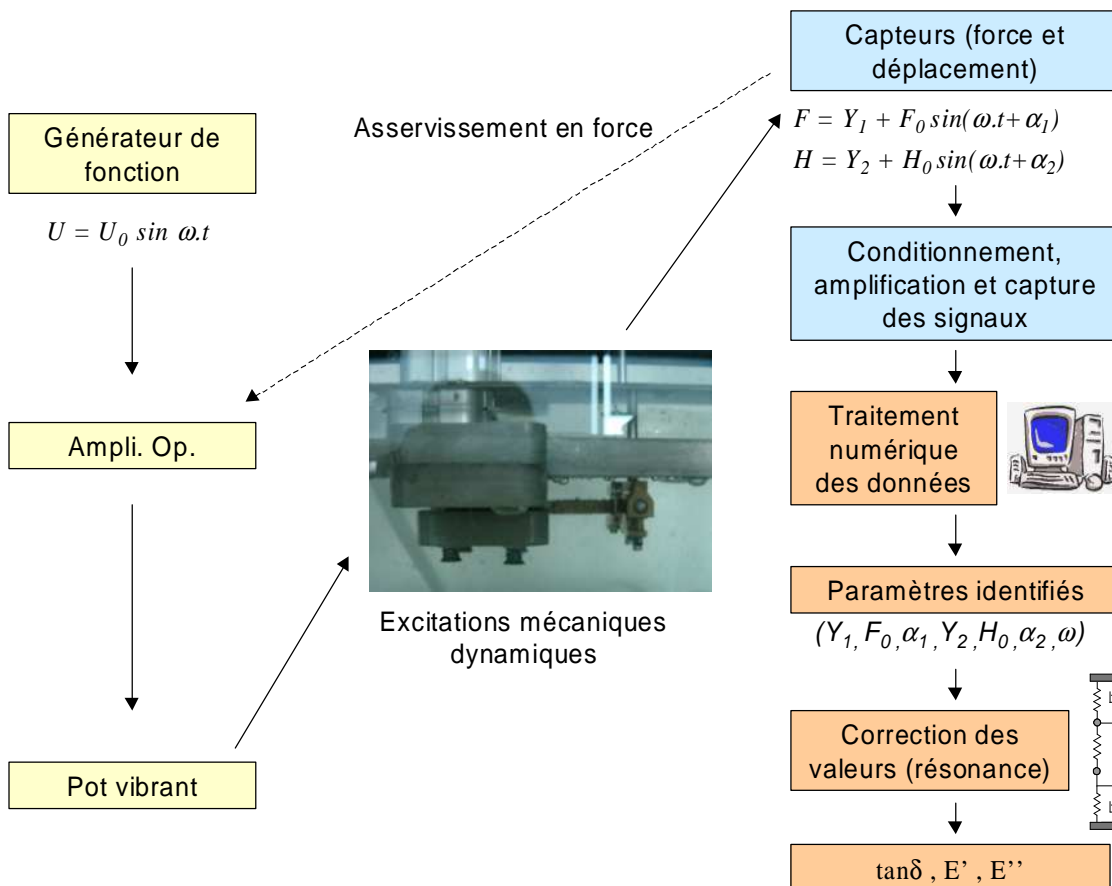 Générateur de
fonction
U = U₀ sin ω.t
Ampli. Op.
Pot vibrant
Asservissement en force
Excitations mécaniques
dynamiques
Capteurs (force et
déplacement)
F = Y₁ + F₀ sin(ω.t+α₁)
H = Y₂ + H₀ sin(ω.t+α₂)
Conditionnement,
amplification et capture
des signaux
Traitement
numérique
des données
Paramètres identifiés
(Y₁, F₀, α₁, Y₂, H₀, α₂, ω)
Correction des
valeurs (résonance)
tanδ , E' , E''